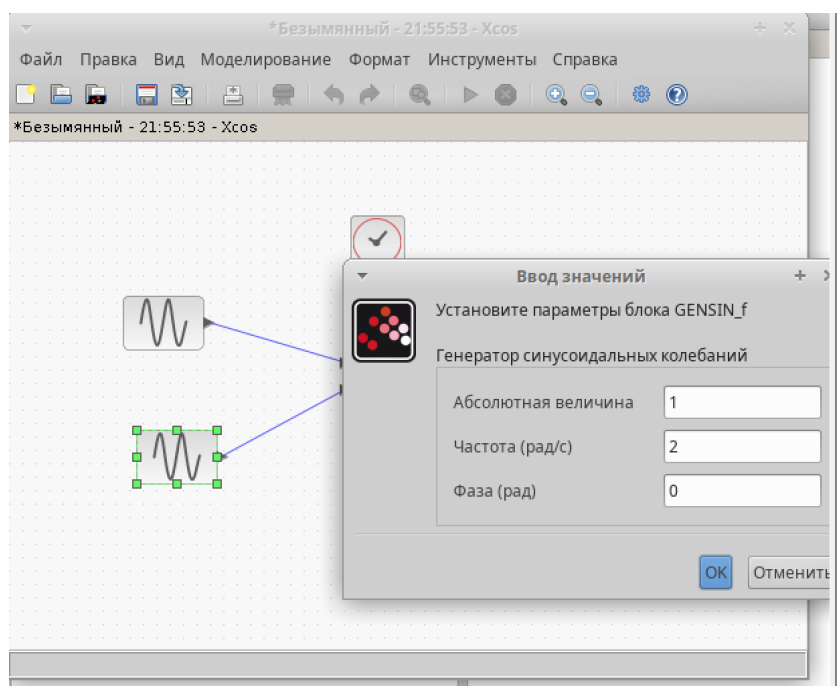 *Безымянный - 21:55:53 - Xcos
Файл Правка Вид Моделирование Формат Инструменты Справка
*Безымянный - 21:55:53 - Xcos
Ввод значений
Установите параметры блока GENSIN_f
Генератор синусоидальных колебаний
Абсолютная величина 1
Частота (рад/с) 2
Фаза (рад) 0
OK Отменить